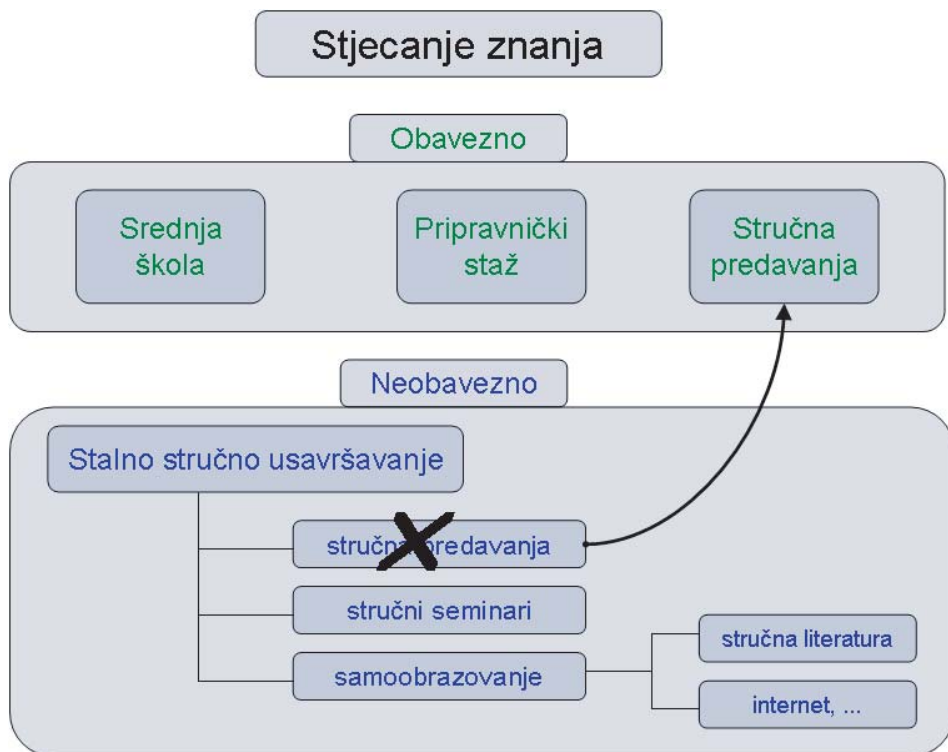 Stjecanje znanja
Obavezno
Srednja
škola
Pripravnički
staž
Stručna
predavanja
Neobavezno
Stalno stručno usavršavanje
stručna predavanja
stručni seminari
samoobrazovanje
stručna literatura
internet, ...